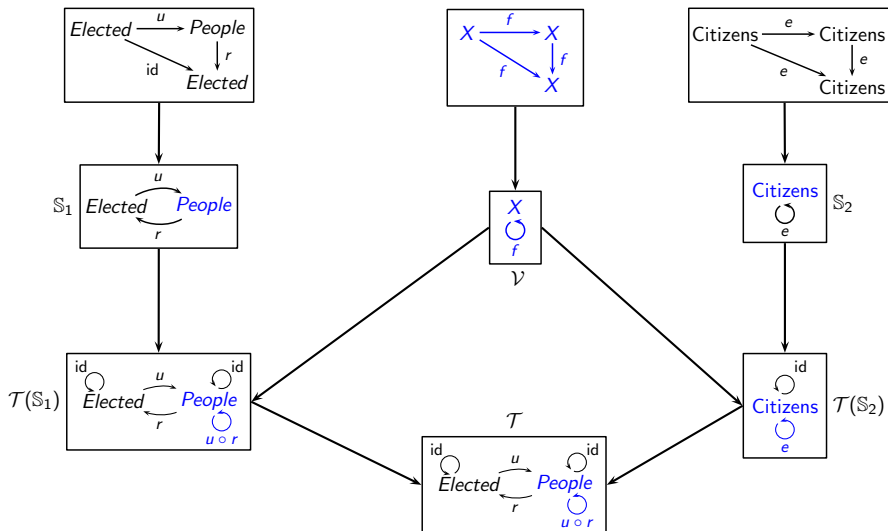 Elected u People
id r
Elected
X f X
f f
X
Citizens e Citizens
e e
Citizens
𝕊₁
u
Elected People
r
X
f
𝒱
Citizens
e
𝕊₂
𝒯(𝕊₁)
id id
u
Elected People
r
u ∘ r
id
Citizens
e
𝒯(𝕊₂)
𝒯
id id
u
Elected People
r
u ∘ r